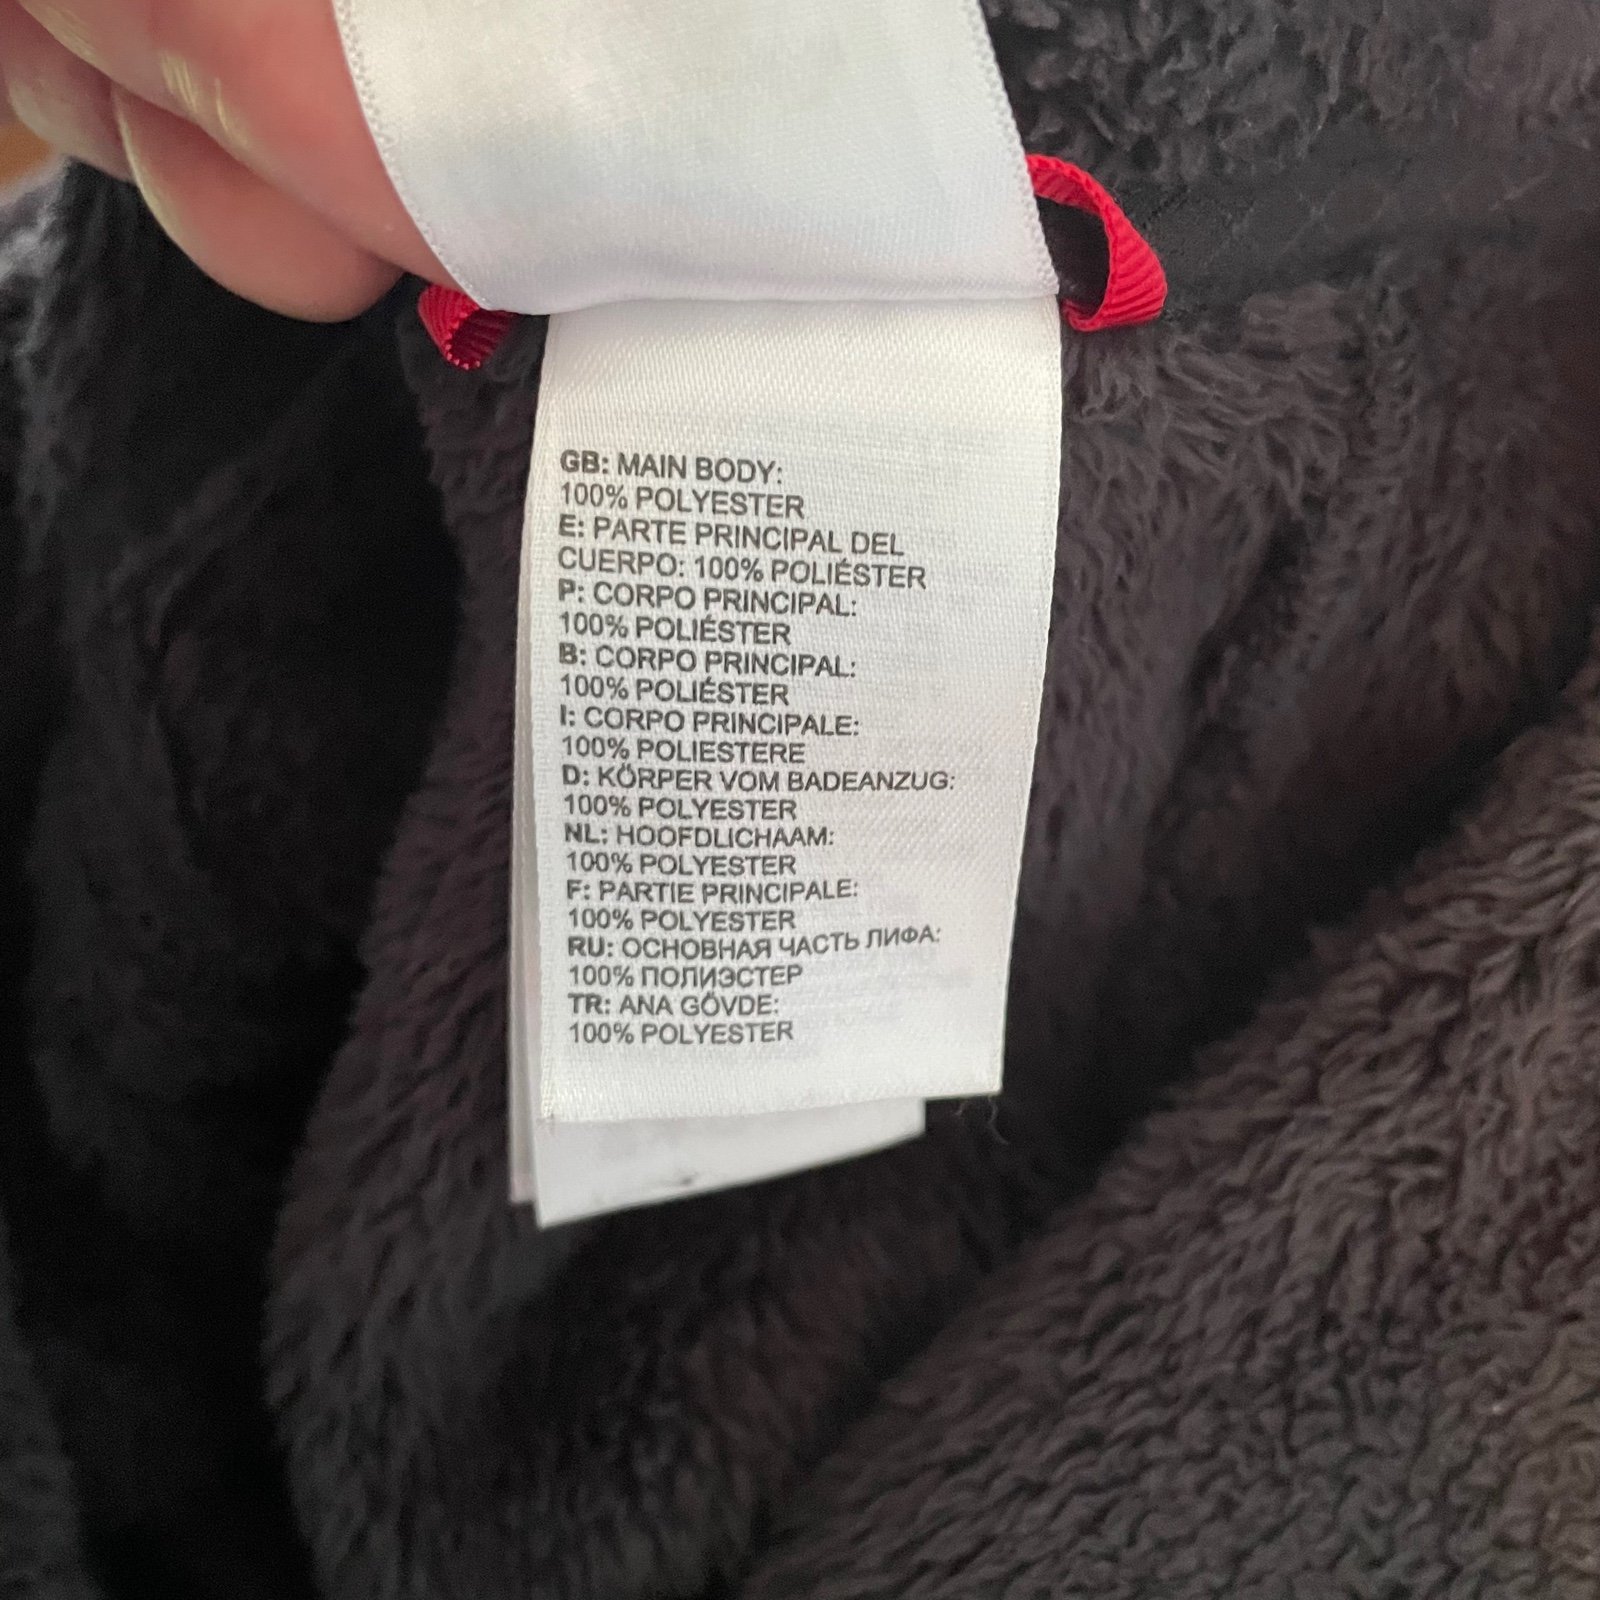 GB: MAIN BODY:
100% POLYESTER
E: PARTE PRINCIPAL DEL
CUERPO: 100% POLIÉSTER
P: CORPO PRINCIPAL:
100% POLIÉSTER
B: CORPO PRINCIPAL:
100% POLIÉSTER
I: CORPO PRINCIPALE:
100% POLIESTERE
D: KÖRPER VOM BADEANZUG:
100% POLYESTER
NL: HOOFDLICHAAM:
100% POLYESTER
F: PARTIE PRINCIPALE:
100% POLYESTER
RU: ОСНОВНАЯ ЧАСТЬ ЛИФА:
100% ПОЛИЭСТЕР
TR: ANA GÖVDE:
100% POLYESTER